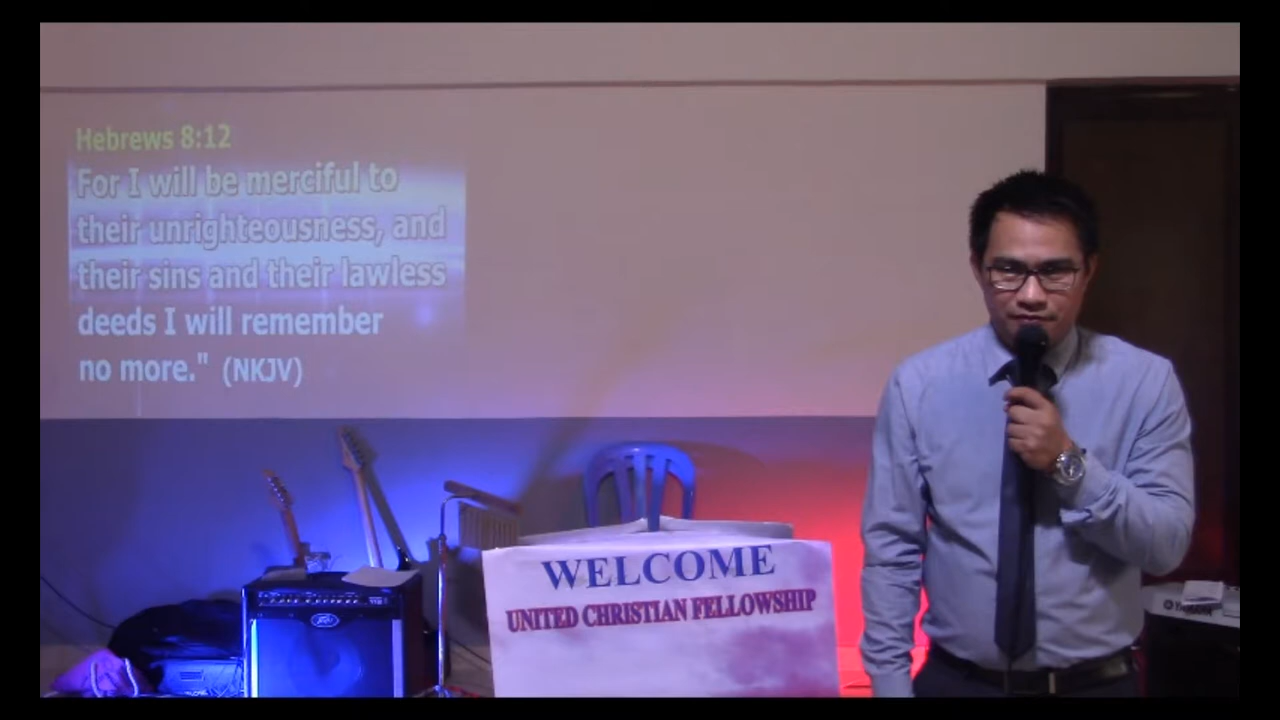 Hebrews 8:12
For I will be merciful to
their unrighteousness, and
their sins and their lawless
deeds I will remember
no more." (NKJV)
WELCOME
UNITED CHRISTIAN FELLOWSHIP
PEAVEY